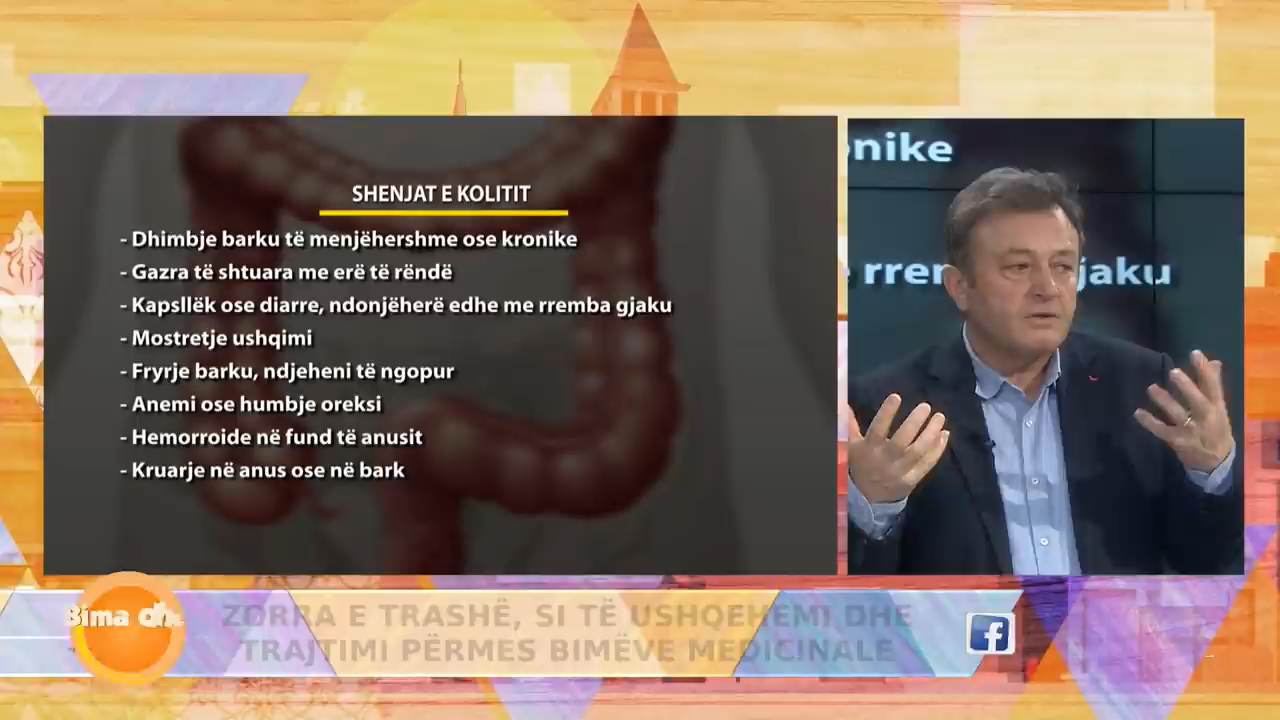 SHENJAT E KOLITIT
- Dhimbje barku të menjëhershme ose kronike
- Gazra të shtuara me erë të rëndë
- Kapsllëk ose diarre, ndonjëherë edhe me rremba gjaku
- Mostretje ushqimi
- Fryrje barku, ndjeheni të ngopur
- Anemi ose humbje oreksi
- Hemorroide në fund të anusit
- Kruarje në anus ose në bark
onike
rrem jaku
Bima
ZORRA E TRASHË, SI TË USHQEHEMI DHE
TRAJTIMI PËRMES BIMËVE MEDICINALE
f